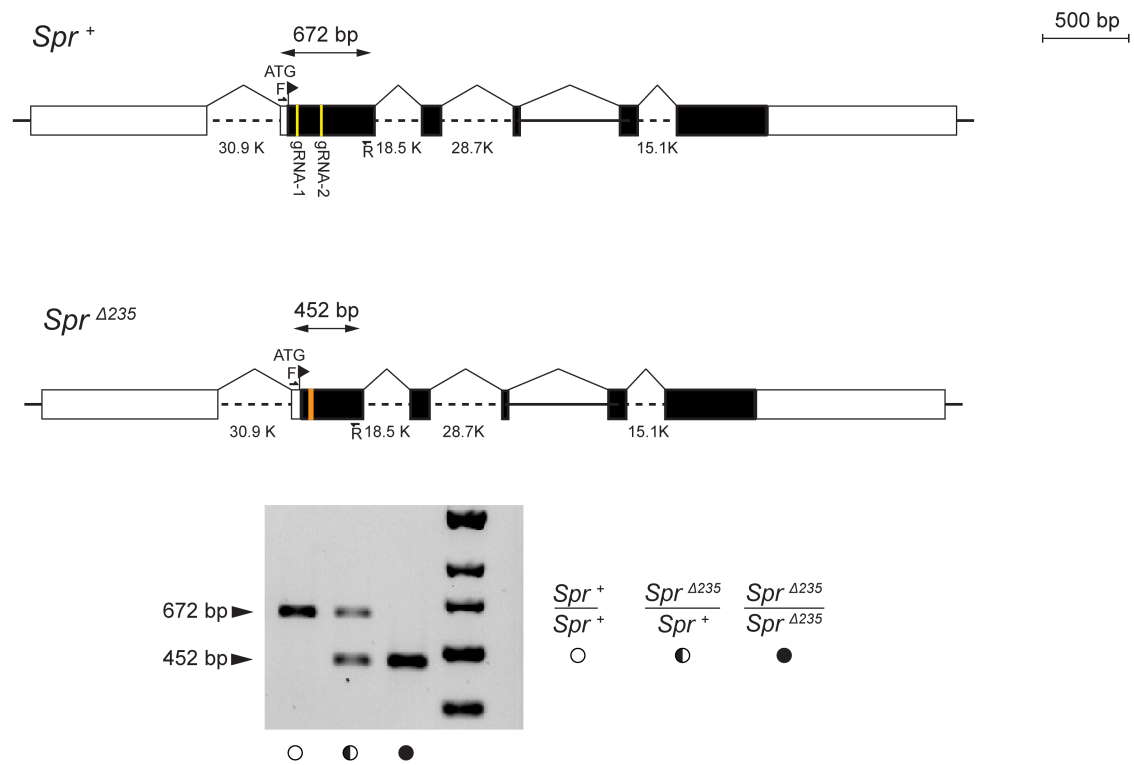 Spr +
672 bp
500 bp
ATG
F
30.9 K
gRNA-1
gRNA-2
R
18.5 K
28.7K
15.1K
Spr Δ235
452 bp
ATG
F
30.9 K
R
18.5 K
28.7K
15.1K
672 bp
452 bp
Spr +
Spr +
Spr Δ235
Spr +
Spr Δ235
Spr Δ235